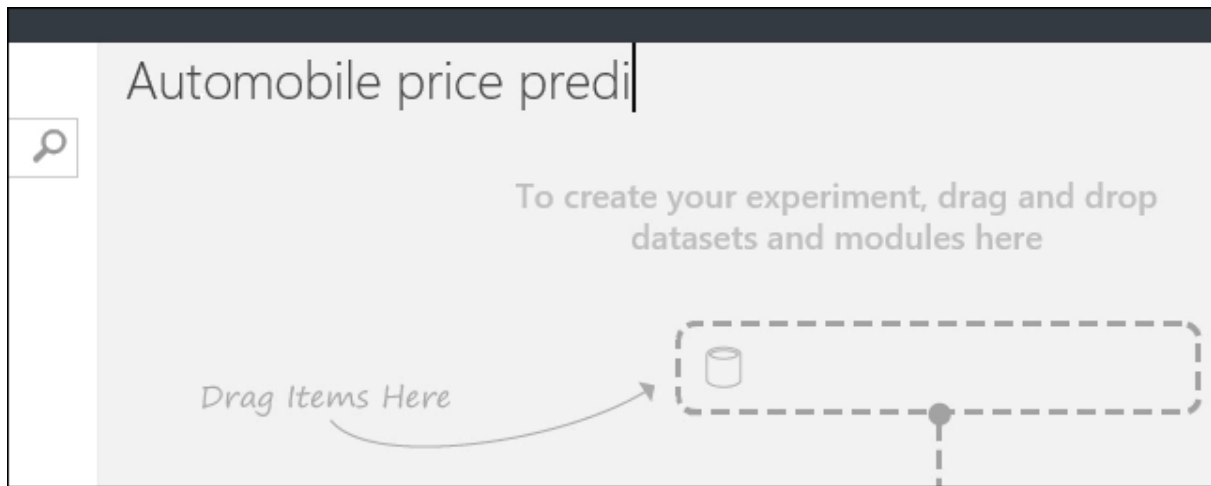 Automobile price predi
To create your experiment, drag and drop
datasets and modules here
Drag Items Here